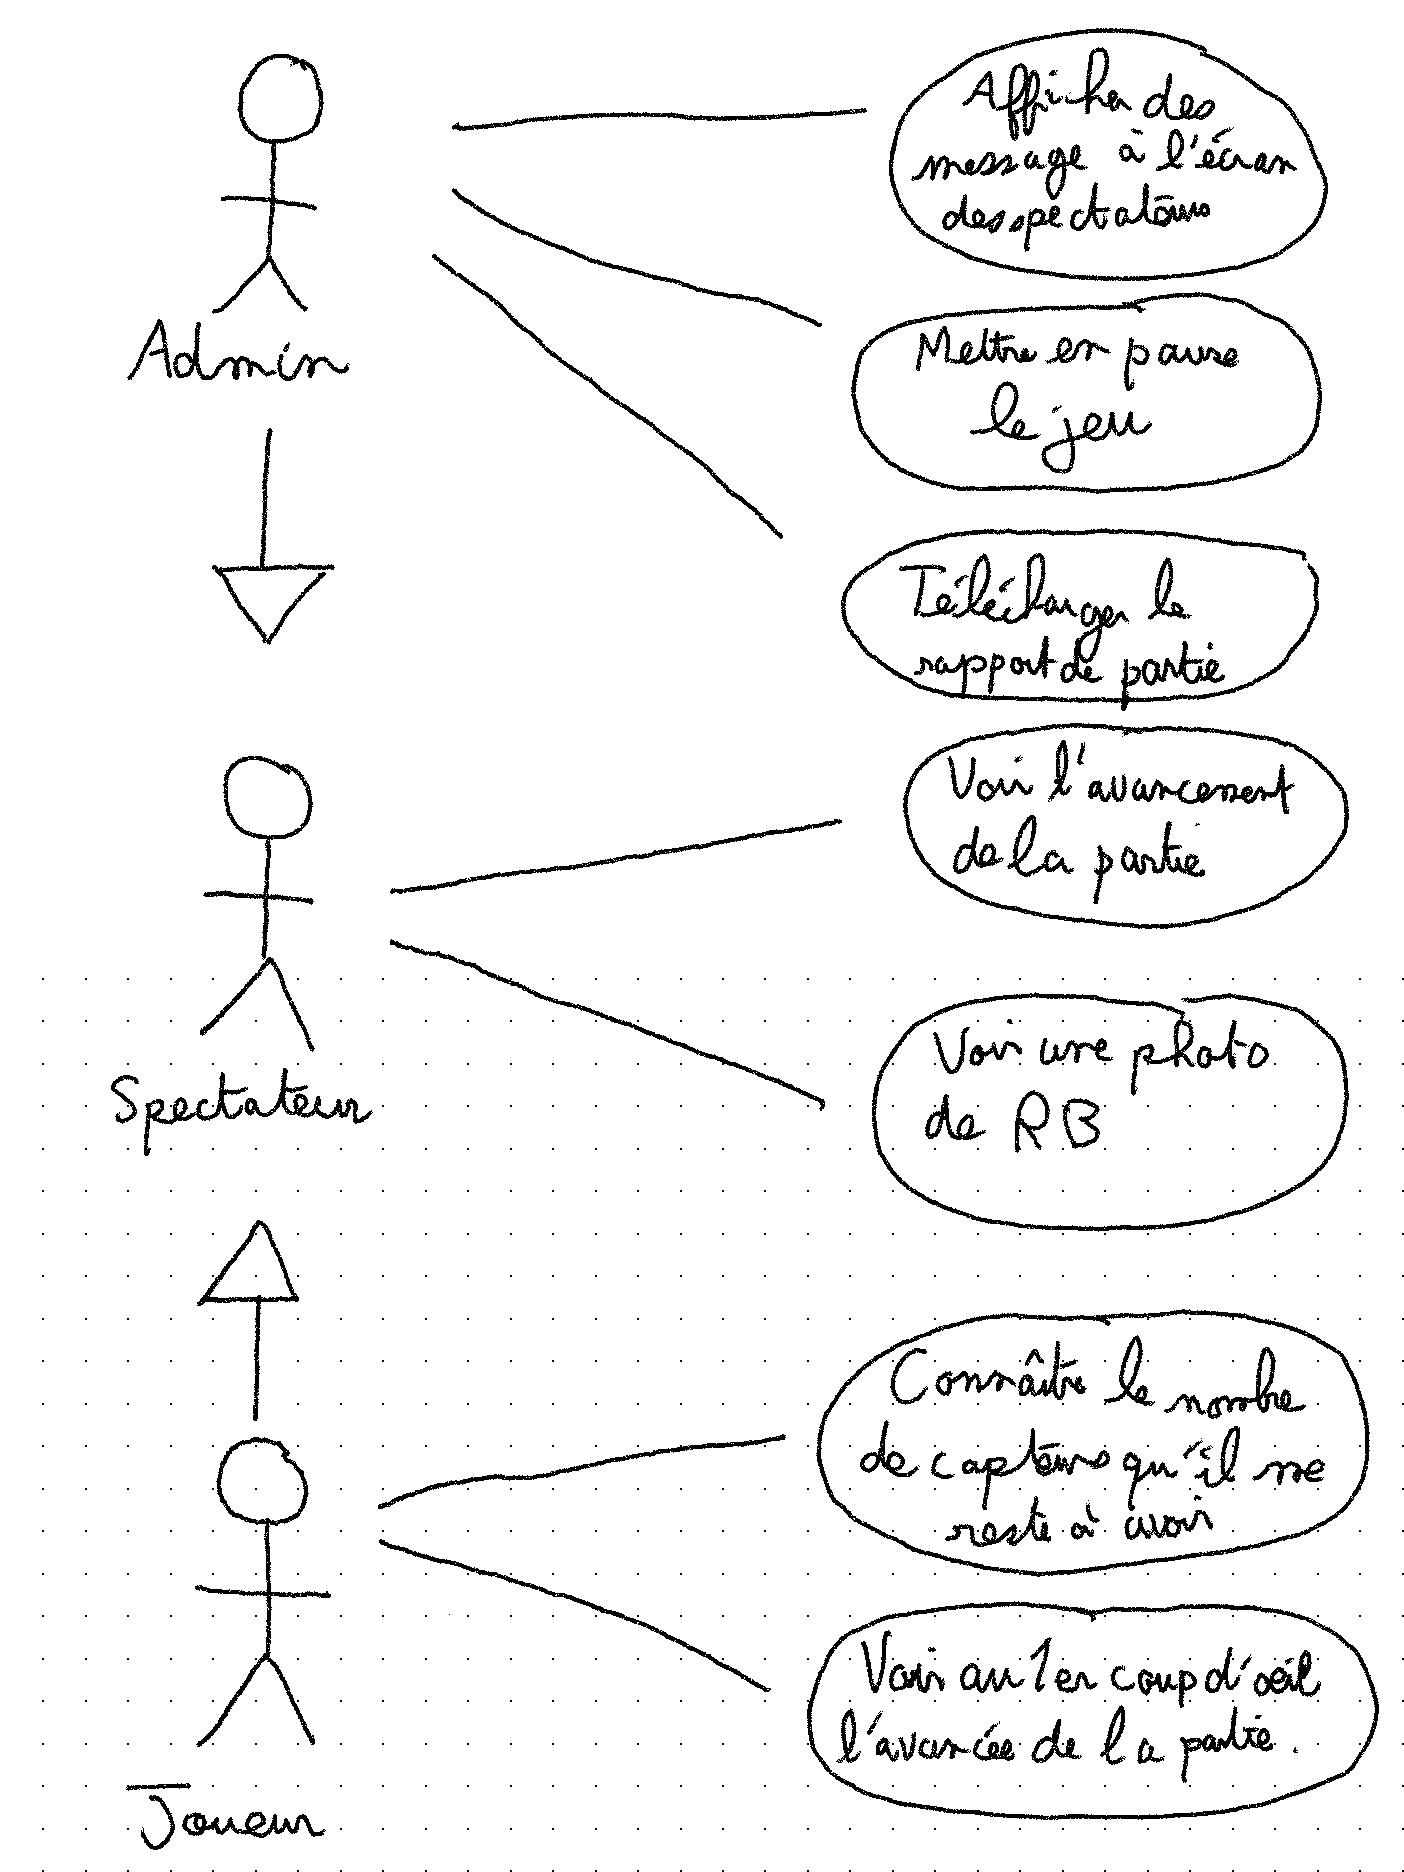 Afficher des
message à l'écran
des spectateurs
Admin
Mettre en pause
le jeu
Télécharger le
rapport de partie
Voir l'avancement
de la partie
Spectateur
Voir une photo
de RB
Connaître le nombre
de capteurs qu'il me
reste à avoir
Voir au 1er coup d'œil
l'avancée de la partie.
Joueur